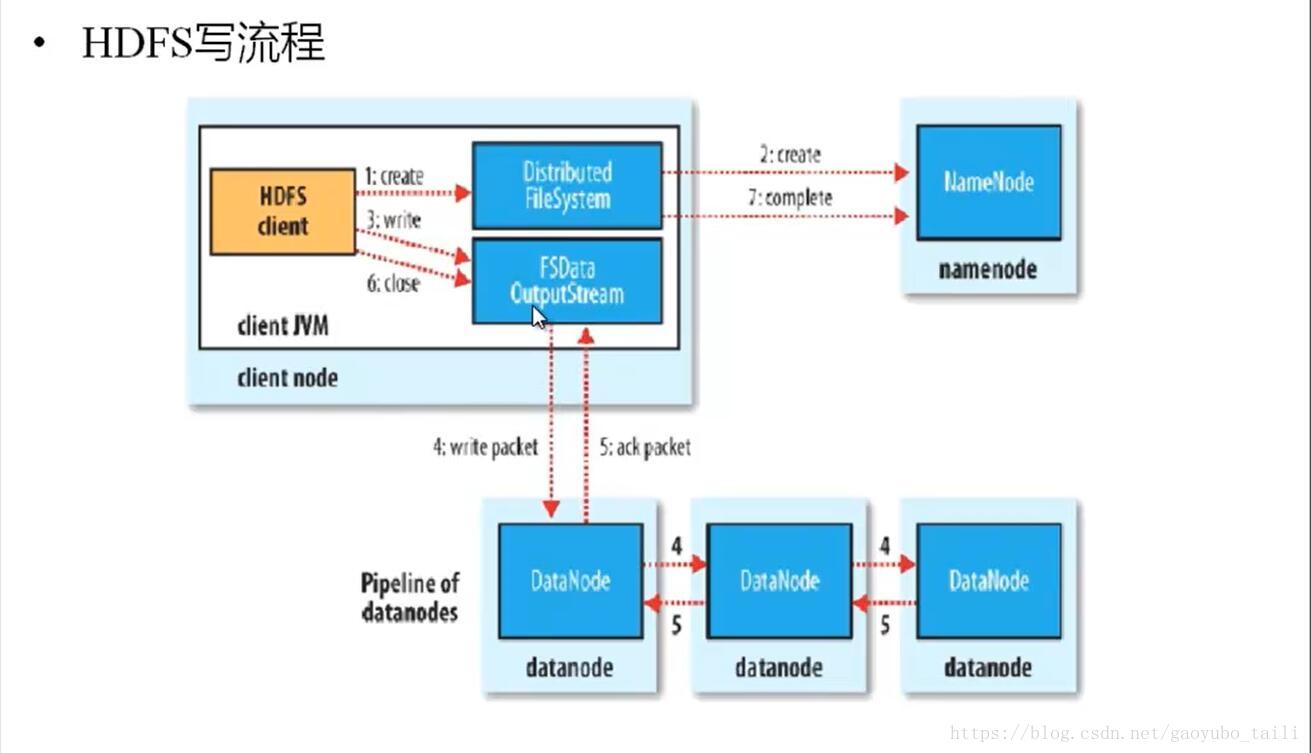 • HDFS写流程
HDFS
client
1: create
3: write
6: close
Distributed
FileSystem
FSData
OutputStream
client JVM
client node
2: create
7: complete
NameNode
namenode
4: write packet
5: ack packet
Pipeline of
datanodes
DataNode
datanode
4
5
DataNode
datanode
4
5
DataNode
datanode
https://blog.csdn.net/gaoyubo_taili